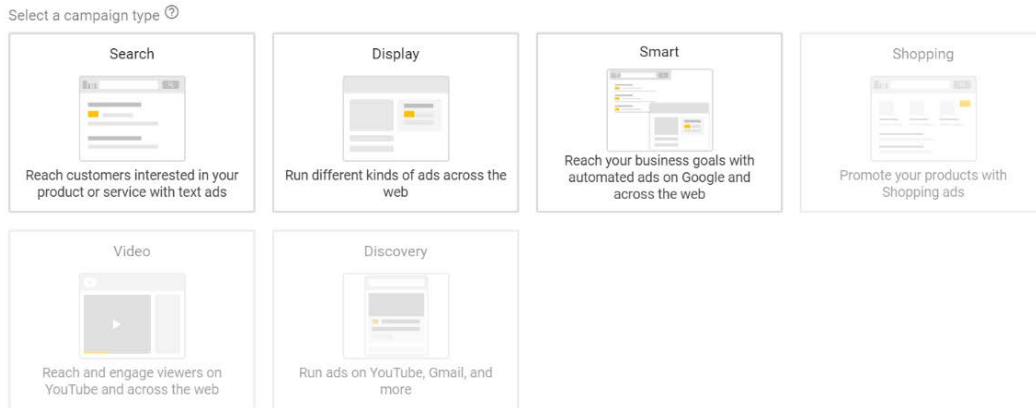 Select a campaign type ?
Search
Reach customers interested in your
product or service with text ads
Display
Run different kinds of ads across the
web
Smart
Reach your business goals with
automated ads on Google and
across the web
Shopping
Promote your products with
Shopping ads
Video
Reach and engage viewers on
YouTube and across the web
Discovery
Run ads on YouTube, Gmail, and
more